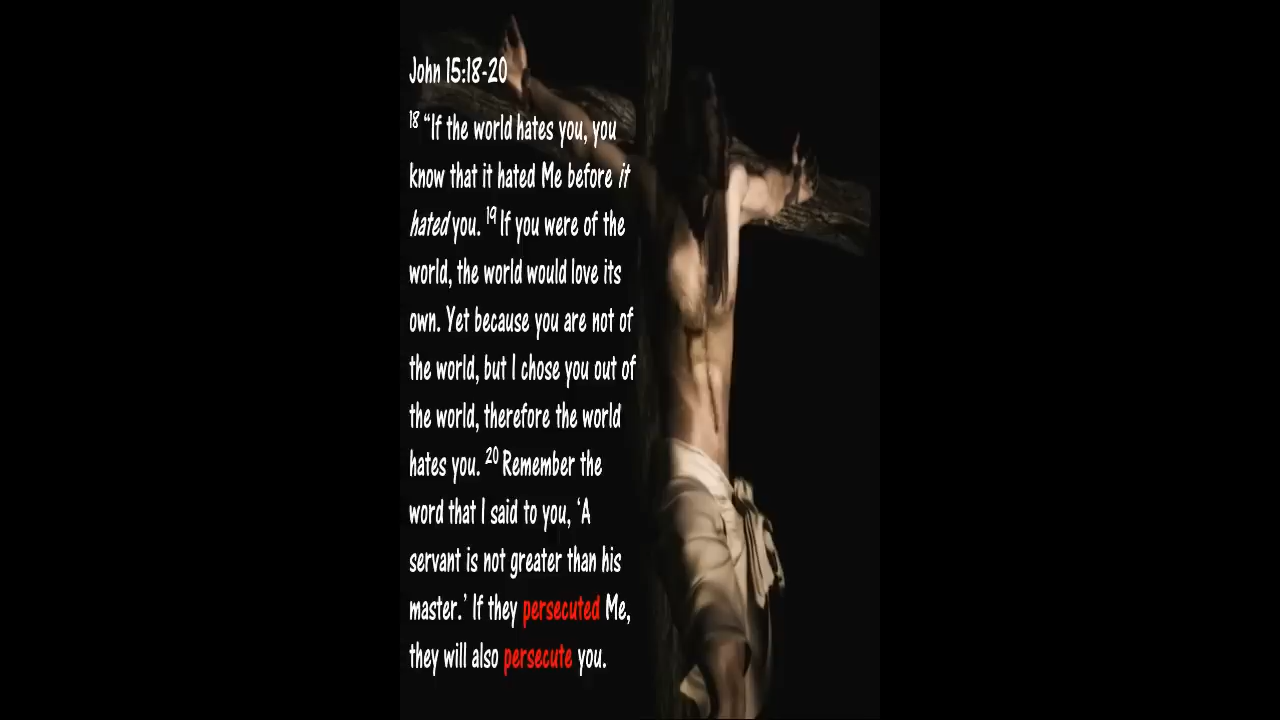 John 15:18-20
18 “If the world hates you, you
know that it hated Me before it
hated you. 19 If you were of the
world, the world would love its
own. Yet because you are not of
the world, but I chose you out of
the world, therefore the world
hates you. 20 Remember the
word that I said to you, ‘A
servant is not greater than his
master.’ If they persecuted Me,
they will also persecute you.